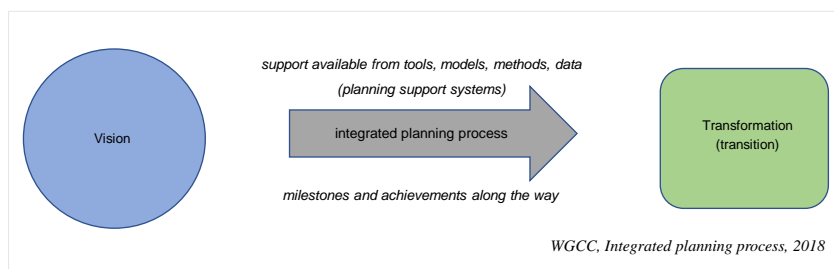 support available from tools, models, methods, data
(planning support systems)
Vision
integrated planning process
Transformation
(transition)
milestones and achievements along the way
WGCC, Integrated planning process, 2018